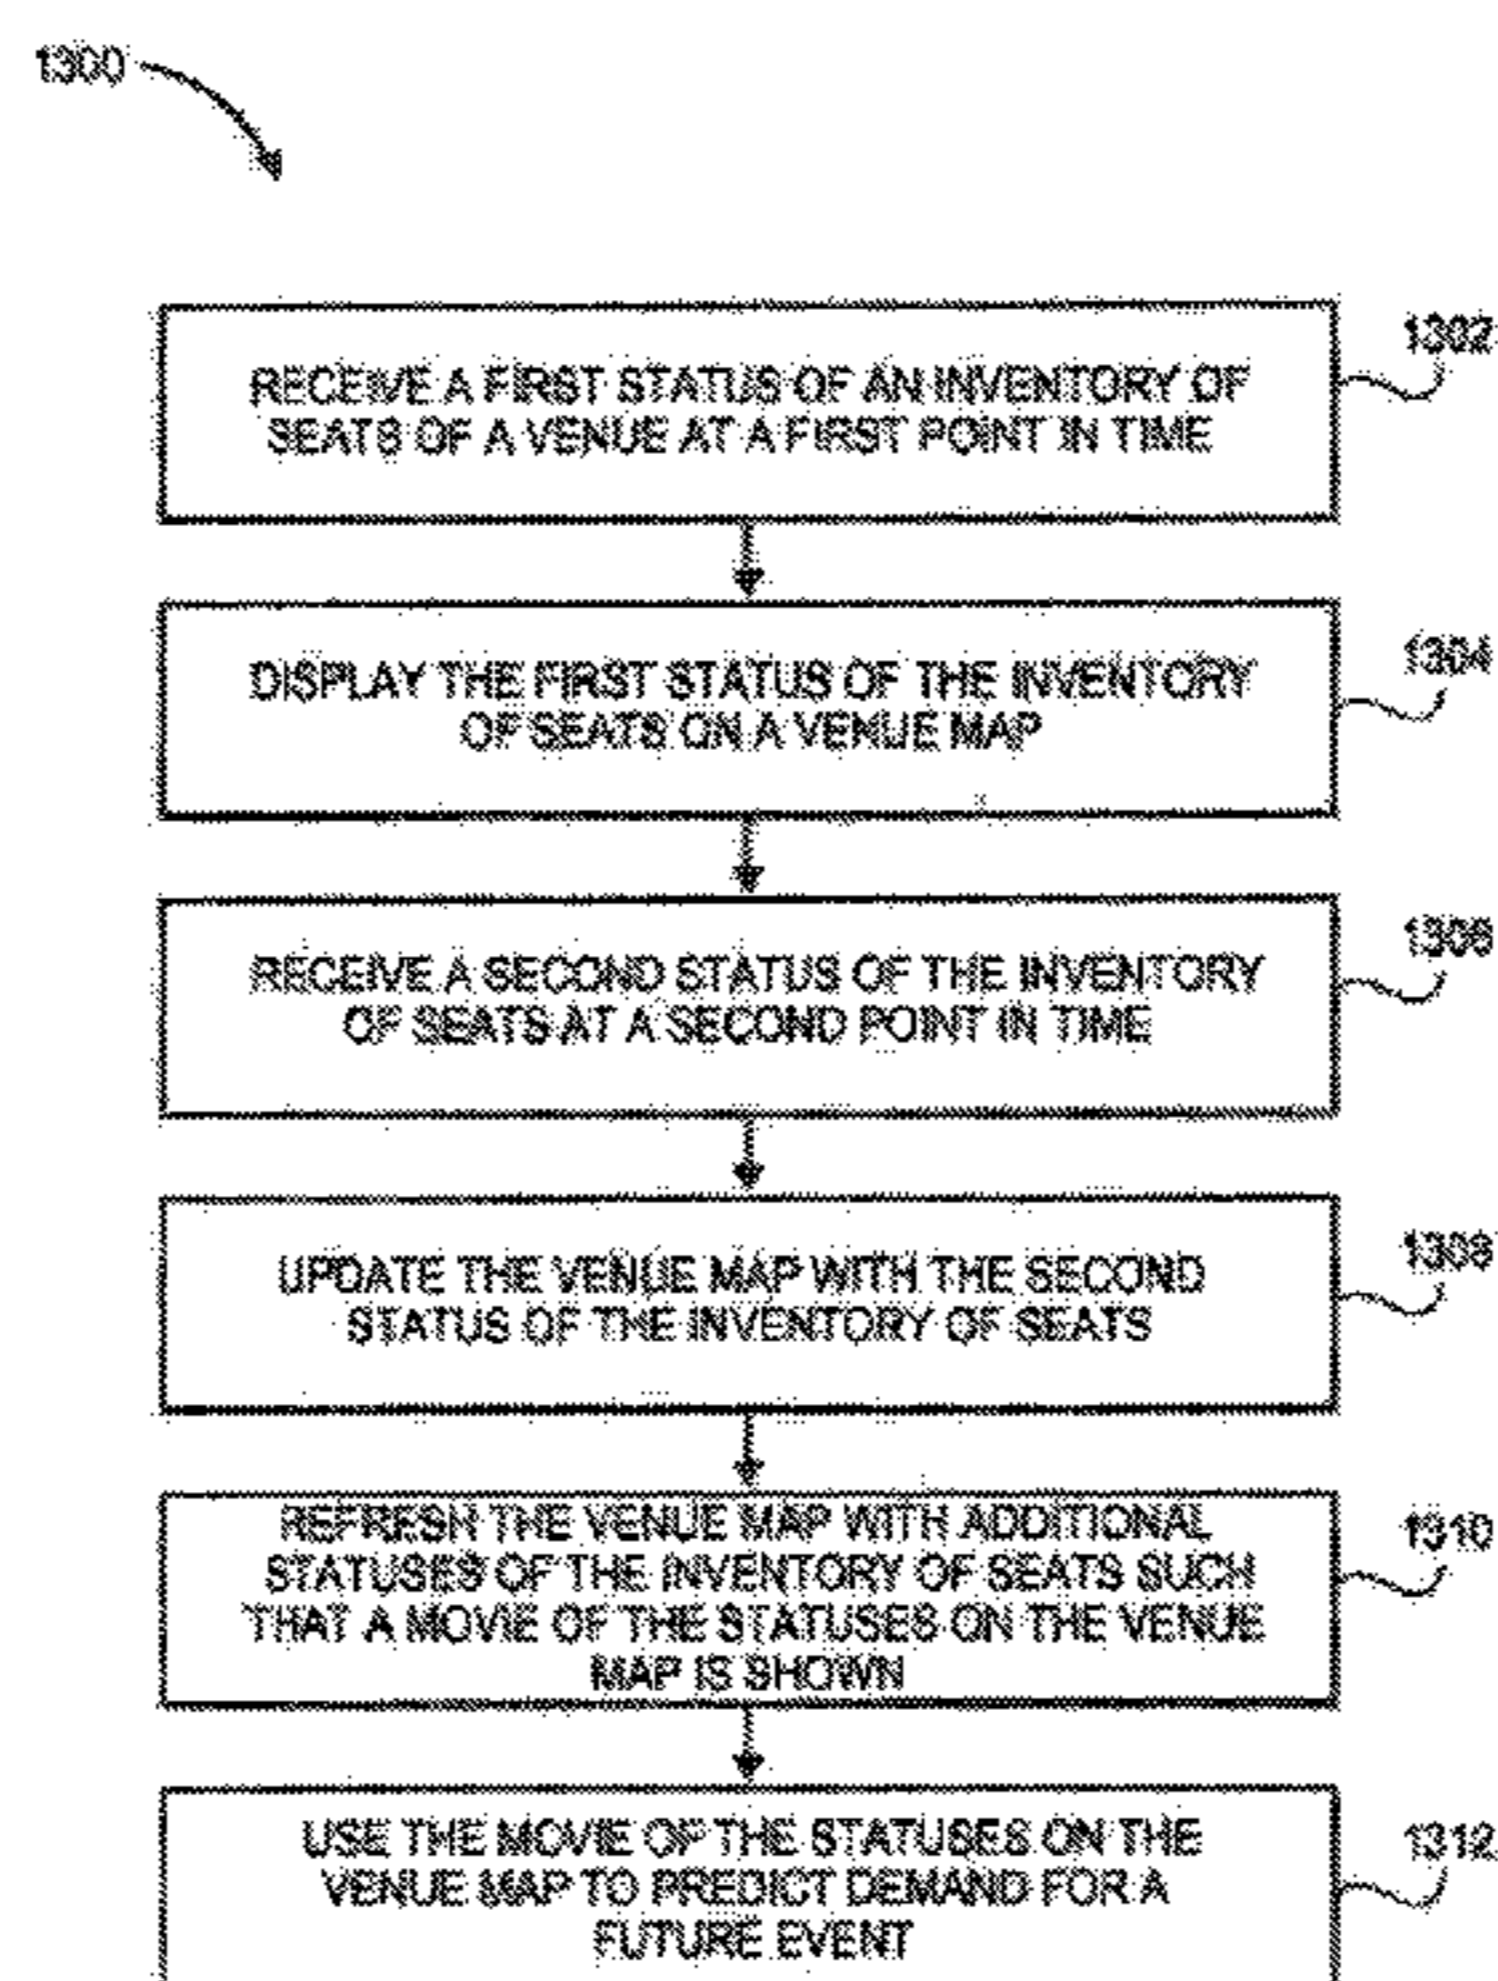 1300
1302
RECEIVE A FIRST STATUS OF AN INVENTORY OF
SEATS OF A VENUE AT A FIRST POINT IN TIME
1304
DISPLAY THE FIRST STATUS OF THE INVENTORY
OF SEATS ON A VENUE MAP
1306
RECEIVE A SECOND STATUS OF THE INVENTORY
OF SEATS AT A SECOND POINT IN TIME
1308
UPDATE THE VENUE MAP WITH THE SECOND
STATUS OF THE INVENTORY OF SEATS
1310
REFRESH THE VENUE MAP WITH ADDITIONAL
STATUSES OF THE INVENTORY OF SEATS SUCH
THAT A MOVIE OF THE STATUSES ON THE VENUE
MAP IS SHOWN
1312
USE THE MOVIE OF THE STATUSES ON THE
VENUE MAP TO PREDICT DEMAND FOR A
FUTURE EVENT